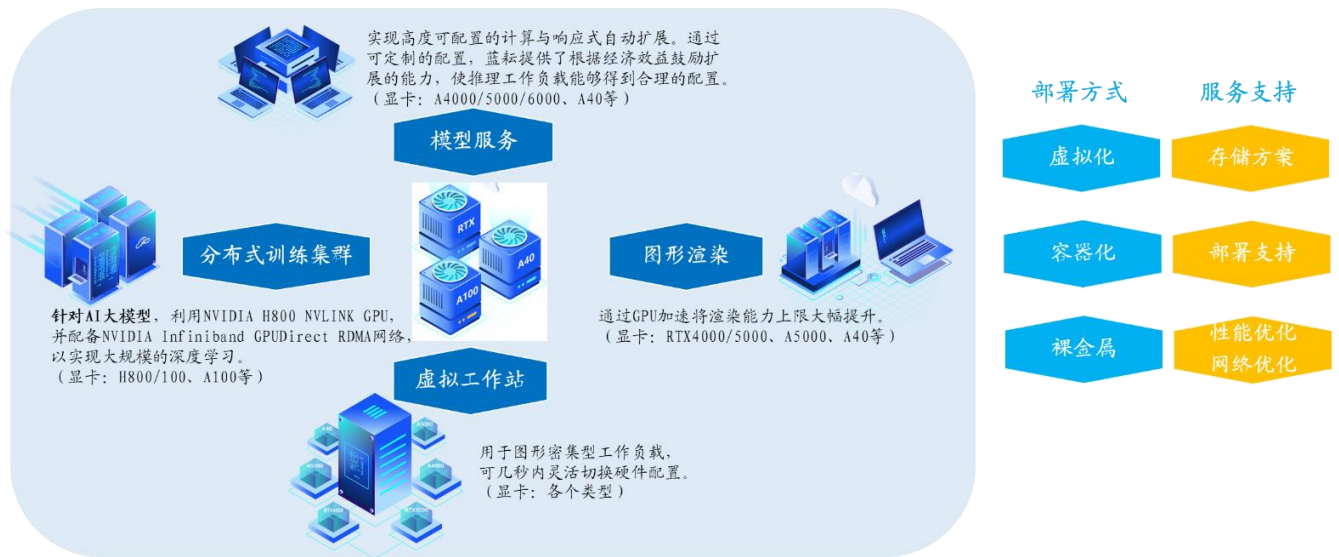 实现高度可配置的计算与响应式自动扩展。通过
可定制的配置，蓝耘提供了根据经济效益鼓励扩
展的能力，使推理工作负载能够得到合理的配置。
（显卡：A4000/5000/6000、A40等）
模型服务
RTX
A40
A100
分布式训练集群
针对AI大模型，利用NVIDIA H800 NVLINK GPU，
并配备NVIDIA Infiniband GPUDirect RDMA网络，
以实现大规模的深度学习。
（显卡：H800/100、A100等）
图形渲染
通过GPU加速将渲染能力上限大幅提升。
（显卡：RTX4000/5000、A5000、A40等）
虚拟工作站
A40
用于图形密集型工作负载，
可几秒内灵活切换硬件配置。
（显卡：各个类型）
部署方式
服务支持
虚拟化
存储方案
容器化
部署支持
裸金属
性能优化
网络优化